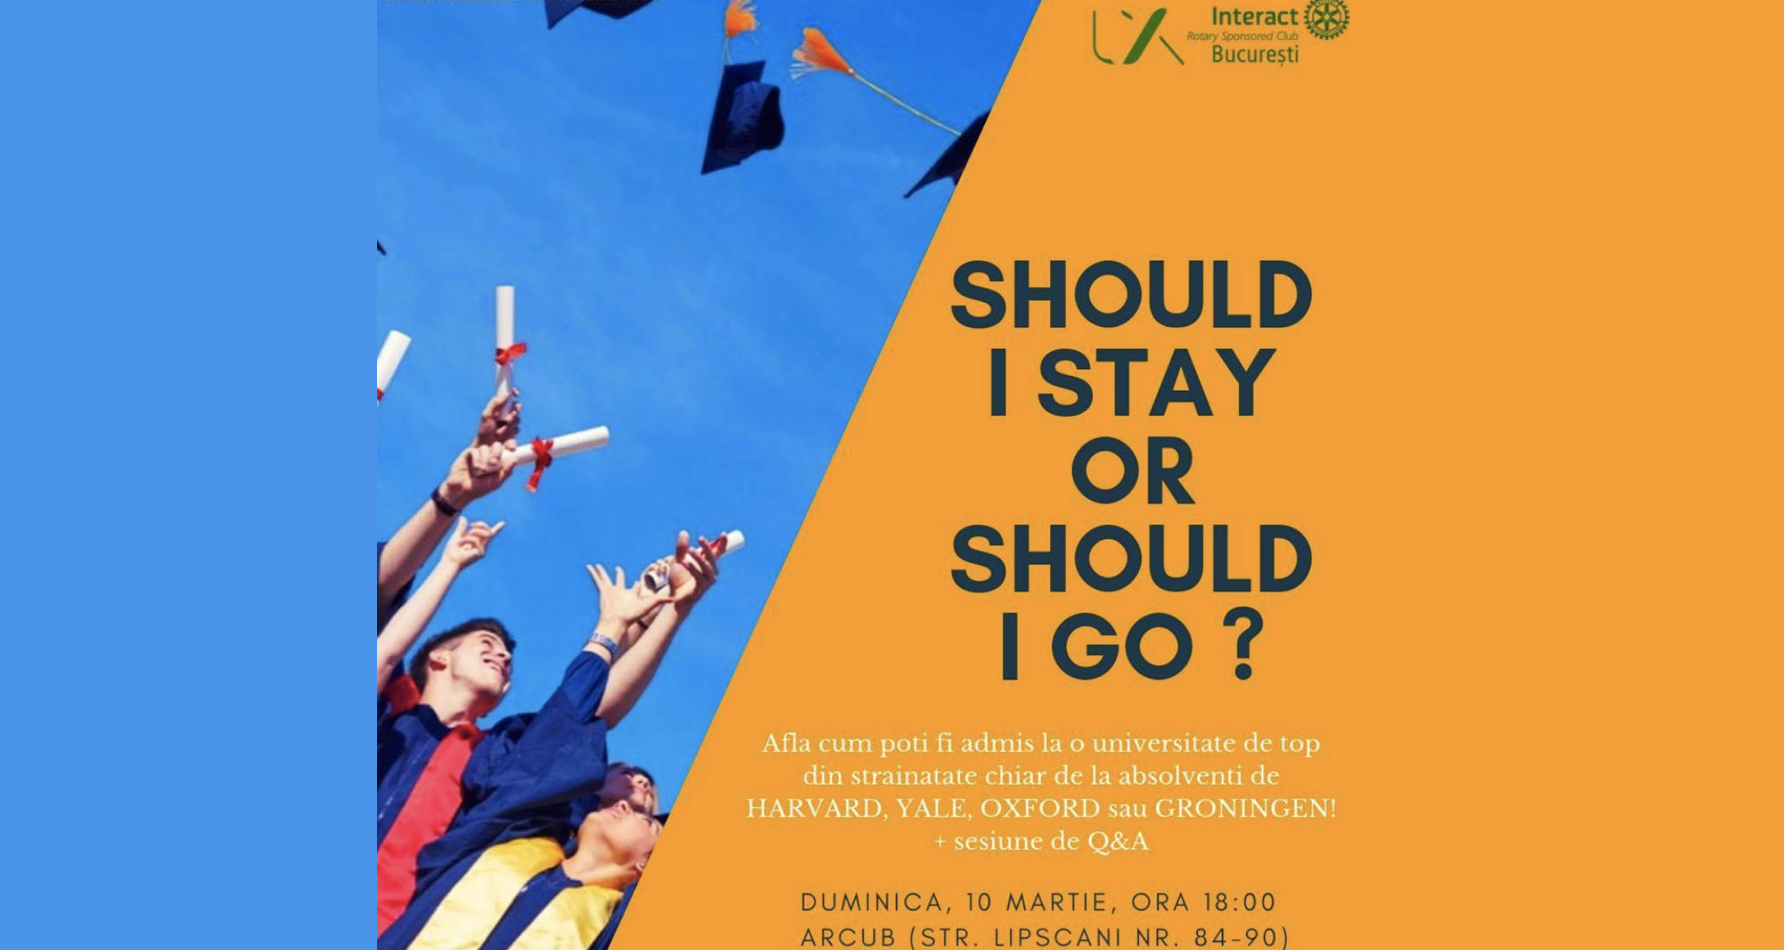 Interact
Rotary Sponsored Club
București
SHOULD
I STAY
OR
SHOULD
I GO ?
Afla cum poti fi admis la o universitate de top
din strainatate chiar de la absolventi de
HARVARD, YALE, OXFORD sau GRONINGEN!
+ sesiune de Q&A
DUMINICA, 10 MARTIE, ORA 18:00
ARCUB (STR. LIPSCANI NR. 84-90)